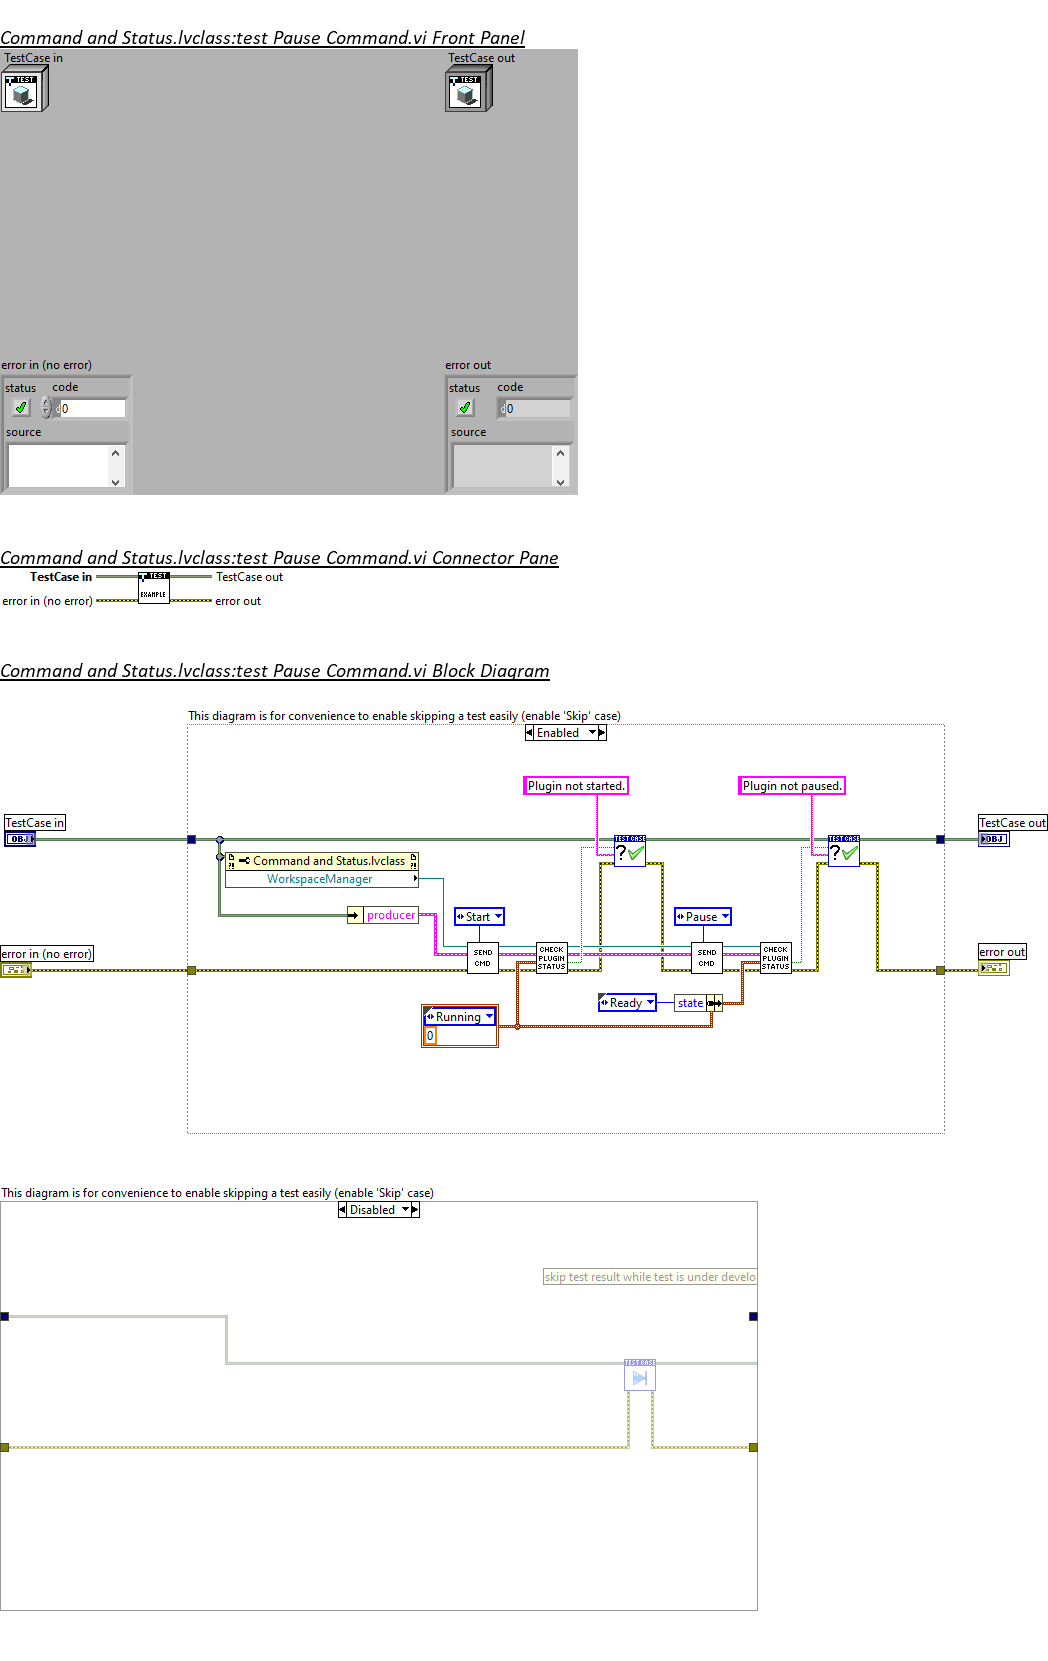 Command and Status.lvclass:test Pause Command.vi Front Panel
TestCase in
TestCase out
TEST
TEST
error in (no error)
error out
status
code
status
code
d0
d0
source
source
Command and Status.lvclass:test Pause Command.vi Connector Pane
TestCase in
TEST
TestCase out
error in (no error)
EXAMPLE
error out
Command and Status.lvclass:test Pause Command.vi Block Diagram
This diagram is for convenience to enable skipping a test easily (enable 'Skip' case)
Enabled
Plugin not started.
Plugin not paused.
TestCase in
TestCase out
OBJ
TEST CASE
?
TEST CASE
?
OBJ
Command and Status.lvclass
WorkspaceManager
producer
Start
Pause
error in (no error)
error out
SEND
CMD
CHECK
PLUGIN
STATUS
SEND
CMD
CHECK
PLUGIN
STATUS
Ready
state
Running
0
This diagram is for convenience to enable skipping a test easily (enable 'Skip' case)
Disabled
skip test result while test is under develo
TEST CASE